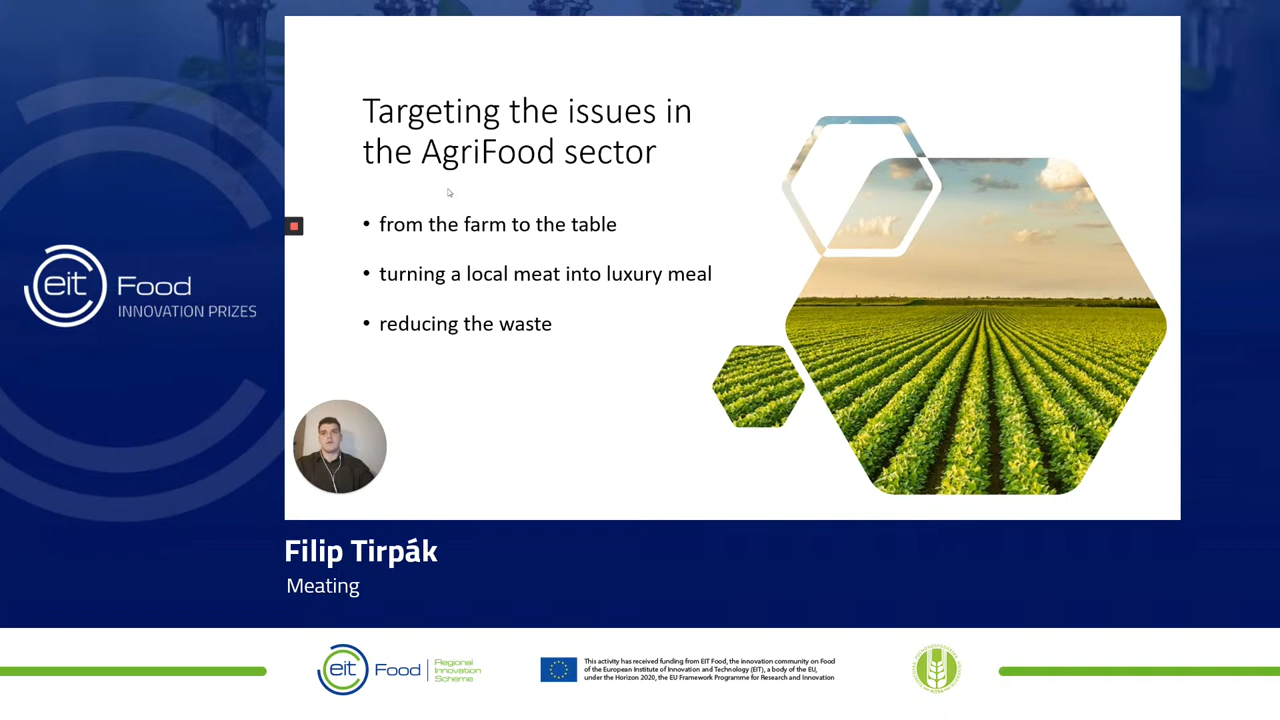 Targeting the issues in
the AgriFood sector
• from the farm to the table
• turning a local meat into luxury meal
• reducing the waste
eit Food
INNOVATION PRIZES
Filip Tirpák
Meating
eit Food
Regional
Innovation
Scheme
This activity has received funding from EIT Food, the innovation community on Food
of the European Institute of Innovation and Technology (EIT), a body of the EU,
under the Horizon 2020, the EU Framework Programme for Research and Innovation